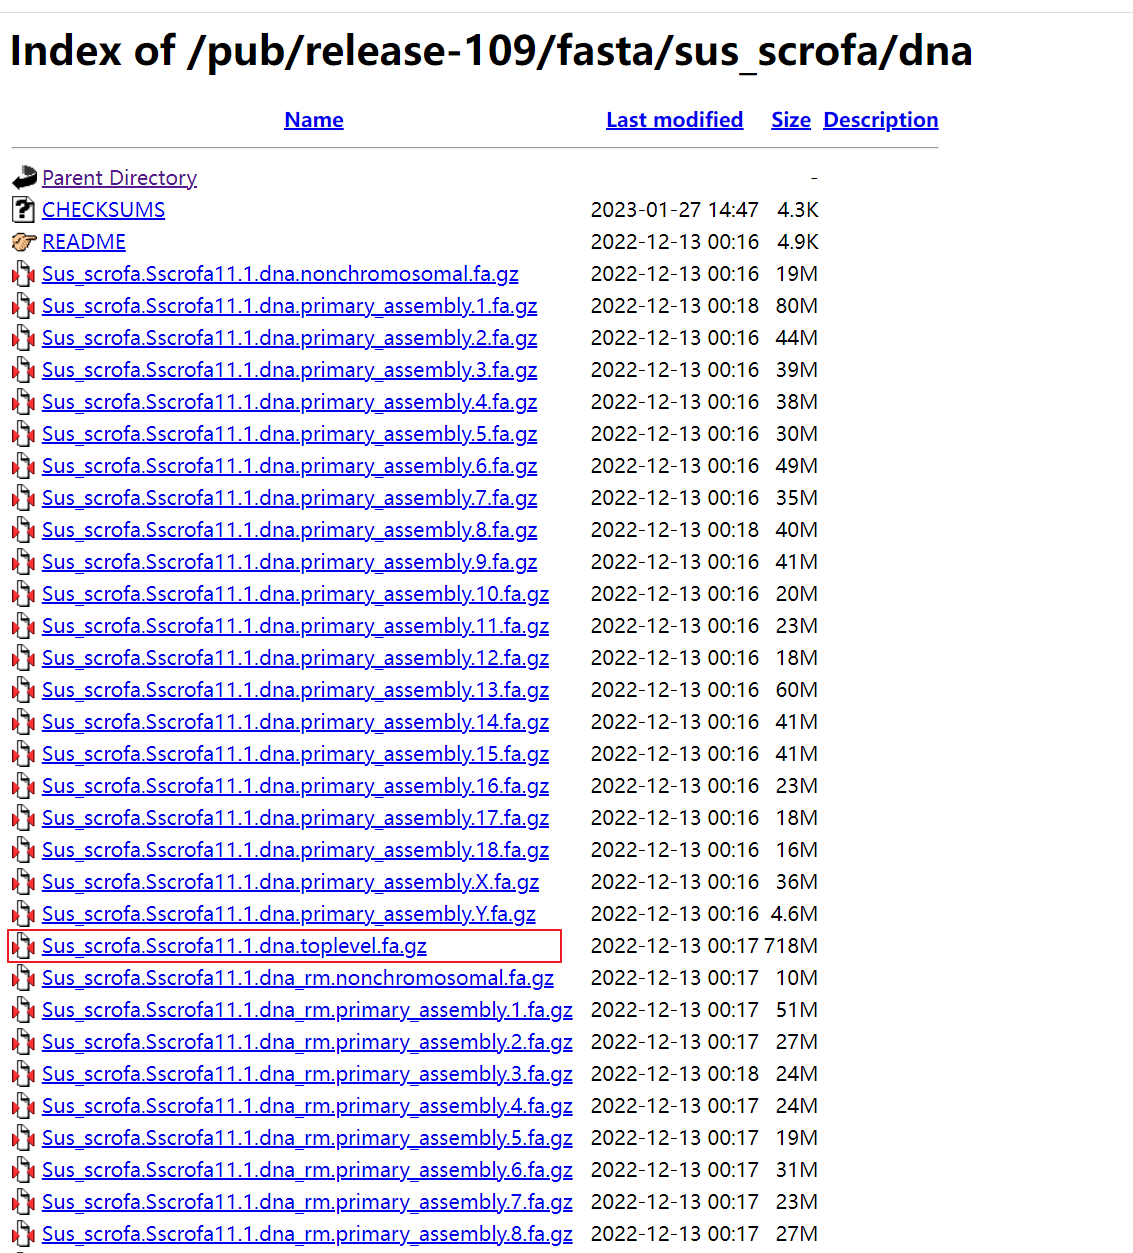 Index of /pub/release-109/fasta/sus_scrofa/dna
Name Last modified Size Description
Parent Directory -
CHECKSUMS 2023-01-27 14:47 4.3K
README 2022-12-13 00:16 4.9K
Sus_scrofa.Sscrofa11.1.dna.nonchromosomal.fa.gz 2022-12-13 00:16 19M
Sus_scrofa.Sscrofa11.1.dna.primary_assembly.1.fa.gz 2022-12-13 00:18 80M
Sus_scrofa.Sscrofa11.1.dna.primary_assembly.2.fa.gz 2022-12-13 00:16 44M
Sus_scrofa.Sscrofa11.1.dna.primary_assembly.3.fa.gz 2022-12-13 00:16 39M
Sus_scrofa.Sscrofa11.1.dna.primary_assembly.4.fa.gz 2022-12-13 00:16 38M
Sus_scrofa.Sscrofa11.1.dna.primary_assembly.5.fa.gz 2022-12-13 00:16 30M
Sus_scrofa.Sscrofa11.1.dna.primary_assembly.6.fa.gz 2022-12-13 00:16 49M
Sus_scrofa.Sscrofa11.1.dna.primary_assembly.7.fa.gz 2022-12-13 00:16 35M
Sus_scrofa.Sscrofa11.1.dna.primary_assembly.8.fa.gz 2022-12-13 00:18 40M
Sus_scrofa.Sscrofa11.1.dna.primary_assembly.9.fa.gz 2022-12-13 00:16 41M
Sus_scrofa.Sscrofa11.1.dna.primary_assembly.10.fa.gz 2022-12-13 00:16 20M
Sus_scrofa.Sscrofa11.1.dna.primary_assembly.11.fa.gz 2022-12-13 00:16 23M
Sus_scrofa.Sscrofa11.1.dna.primary_assembly.12.fa.gz 2022-12-13 00:16 18M
Sus_scrofa.Sscrofa11.1.dna.primary_assembly.13.fa.gz 2022-12-13 00:16 60M
Sus_scrofa.Sscrofa11.1.dna.primary_assembly.14.fa.gz 2022-12-13 00:16 41M
Sus_scrofa.Sscrofa11.1.dna.primary_assembly.15.fa.gz 2022-12-13 00:16 41M
Sus_scrofa.Sscrofa11.1.dna.primary_assembly.16.fa.gz 2022-12-13 00:16 23M
Sus_scrofa.Sscrofa11.1.dna.primary_assembly.17.fa.gz 2022-12-13 00:16 18M
Sus_scrofa.Sscrofa11.1.dna.primary_assembly.18.fa.gz 2022-12-13 00:16 16M
Sus_scrofa.Sscrofa11.1.dna.primary_assembly.X.fa.gz 2022-12-13 00:16 36M
Sus_scrofa.Sscrofa11.1.dna.primary_assembly.Y.fa.gz 2022-12-13 00:16 4.6M
Sus_scrofa.Sscrofa11.1.dna.toplevel.fa.gz 2022-12-13 00:17 718M
Sus_scrofa.Sscrofa11.1.dna_rm.nonchromosomal.fa.gz 2022-12-13 00:17 10M
Sus_scrofa.Sscrofa11.1.dna_rm.primary_assembly.1.fa.gz 2022-12-13 00:17 51M
Sus_scrofa.Sscrofa11.1.dna_rm.primary_assembly.2.fa.gz 2022-12-13 00:17 27M
Sus_scrofa.Sscrofa11.1.dna_rm.primary_assembly.3.fa.gz 2022-12-13 00:18 24M
Sus_scrofa.Sscrofa11.1.dna_rm.primary_assembly.4.fa.gz 2022-12-13 00:17 24M
Sus_scrofa.Sscrofa11.1.dna_rm.primary_assembly.5.fa.gz 2022-12-13 00:17 19M
Sus_scrofa.Sscrofa11.1.dna_rm.primary_assembly.6.fa.gz 2022-12-13 00:17 31M
Sus_scrofa.Sscrofa11.1.dna_rm.primary_assembly.7.fa.gz 2022-12-13 00:17 23M
Sus_scrofa.Sscrofa11.1.dna_rm.primary_assembly.8.fa.gz 2022-12-13 00:17 27M